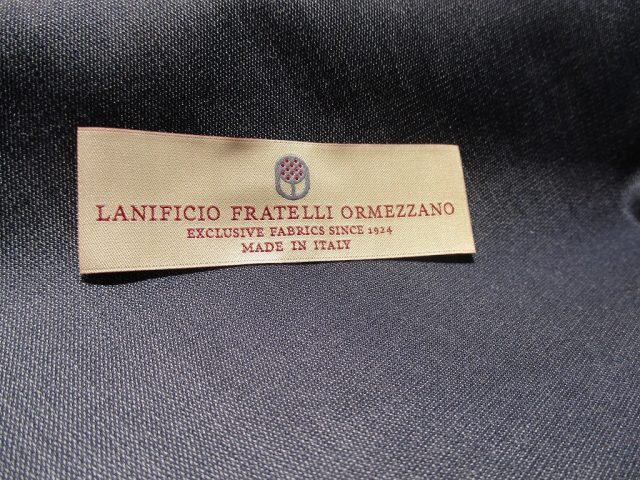 LANIFICIO FRATELLI ORMEZZANO
EXCLUSIVE FABRICS SINCE 1924
MADE IN ITALY